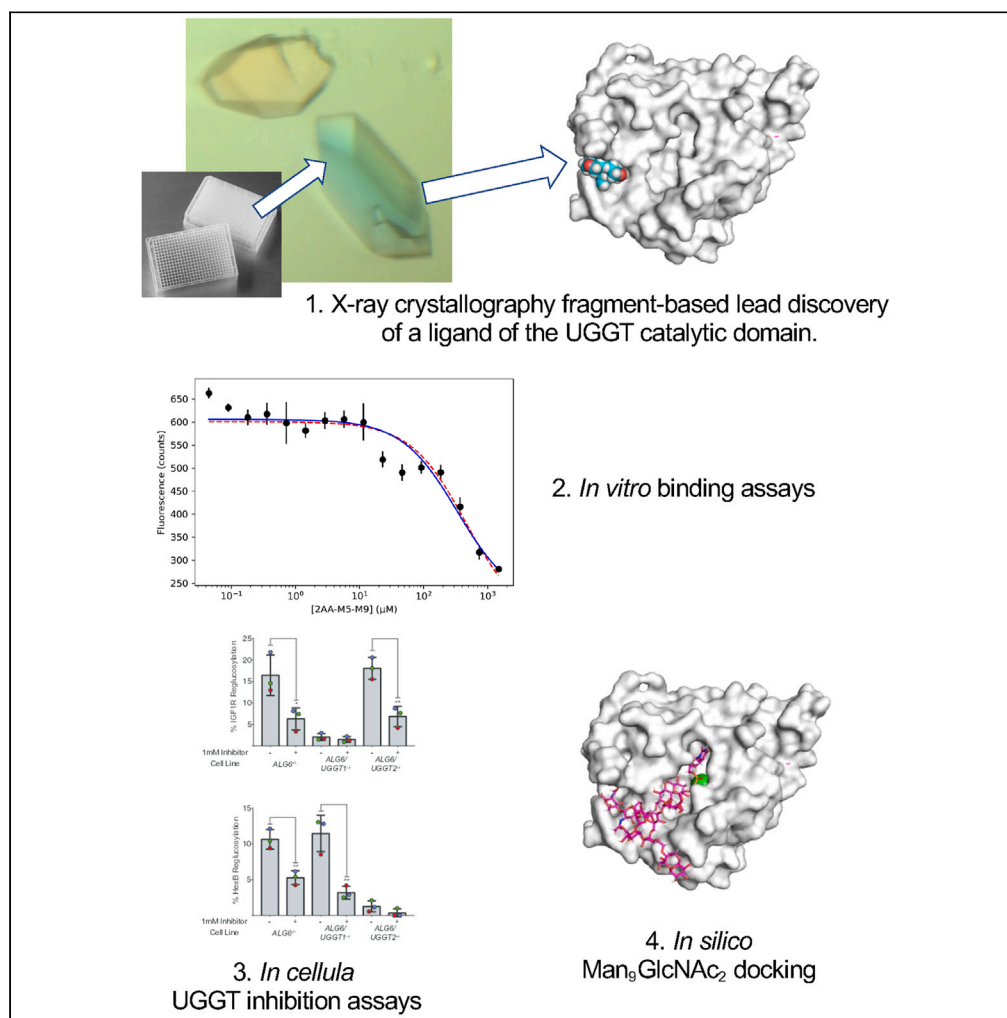 1. X-ray crystallography fragment-based lead discovery
of a ligand of the UGGT catalytic domain.
650
600
550
500
450
400
350
300
250
Fluorescence (counts)
10⁻¹ 10⁰ 10¹ 10² 10³
[2AA-M5-M9] (μM)
2. In vitro binding assays
25
20
15
10
5
% IGF1R Reglucosylation
1mM Inhibitor - + - + - +
Cell Line ALG6-/- ALG6/ ALG6/
UGGT1-/- UGGT2-/-
15
10
5
% HexB Reglucosylation
1mM Inhibitor - + - + - +
Cell Line ALG6-/- ALG6/ ALG6/
UGGT1-/- UGGT2-/-
3. In cellula
UGGT inhibition assays
4. In silico
Man₉GlcNAc₂ docking